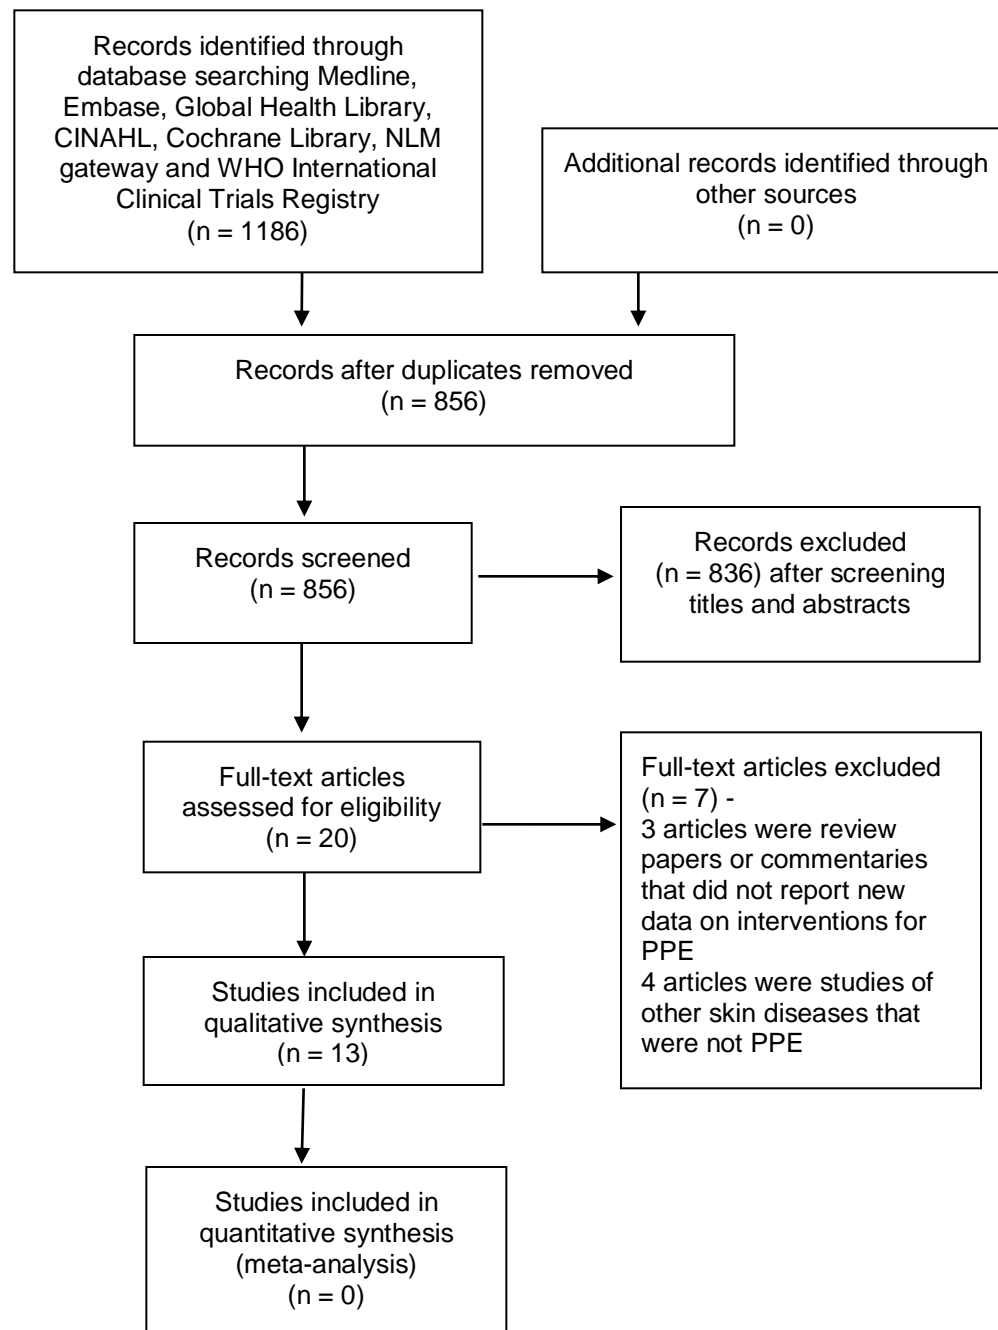 Records identified through
database searching Medline,
Embase, Global Health Library,
CINAHL, Cochrane Library, NLM
gateway and WHO International
Clinical Trials Registry
(n = 1186)
Additional records identified through
other sources
(n = 0)
Records after duplicates removed
(n = 856)
Records screened
(n = 856)
Records excluded
(n = 836) after screening
titles and abstracts
Full-text articles
assessed for eligibility
(n = 20)
Full-text articles excluded
(n = 7) -
3 articles were review
papers or commentaries
that did not report new
data on interventions for
PPE
4 articles were studies of
other skin diseases that
were not PPE
Studies included in
qualitative synthesis
(n = 13)
Studies included in
quantitative synthesis
(meta-analysis)
(n = 0)